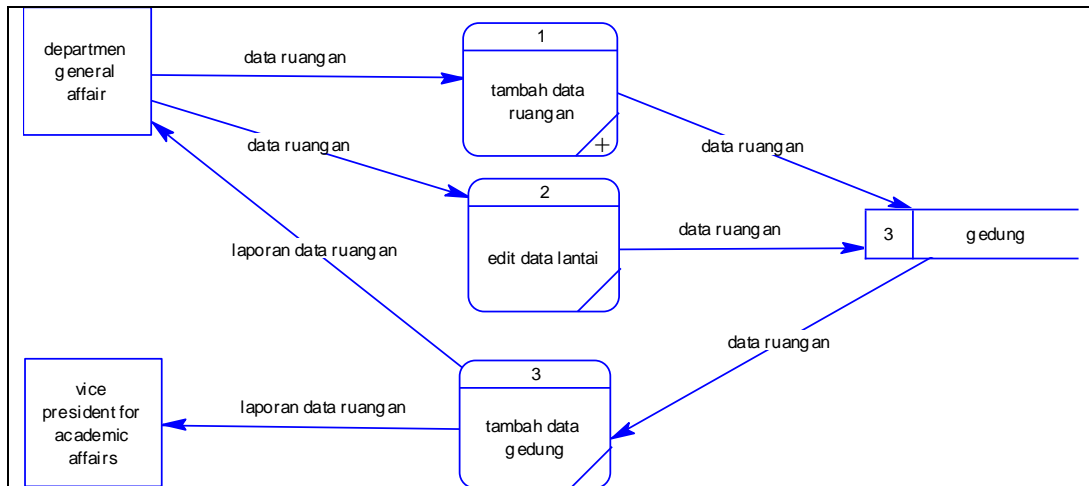 departmen
general
affair
data ruangan
1
tambah data
ruangan
+
data ruangan
data ruangan
2
edit data lantai
data ruangan
3
gedung
laporan data ruangan
data ruangan
3
tambah data
gedung
laporan data ruangan
vice
president for
academic
affairs